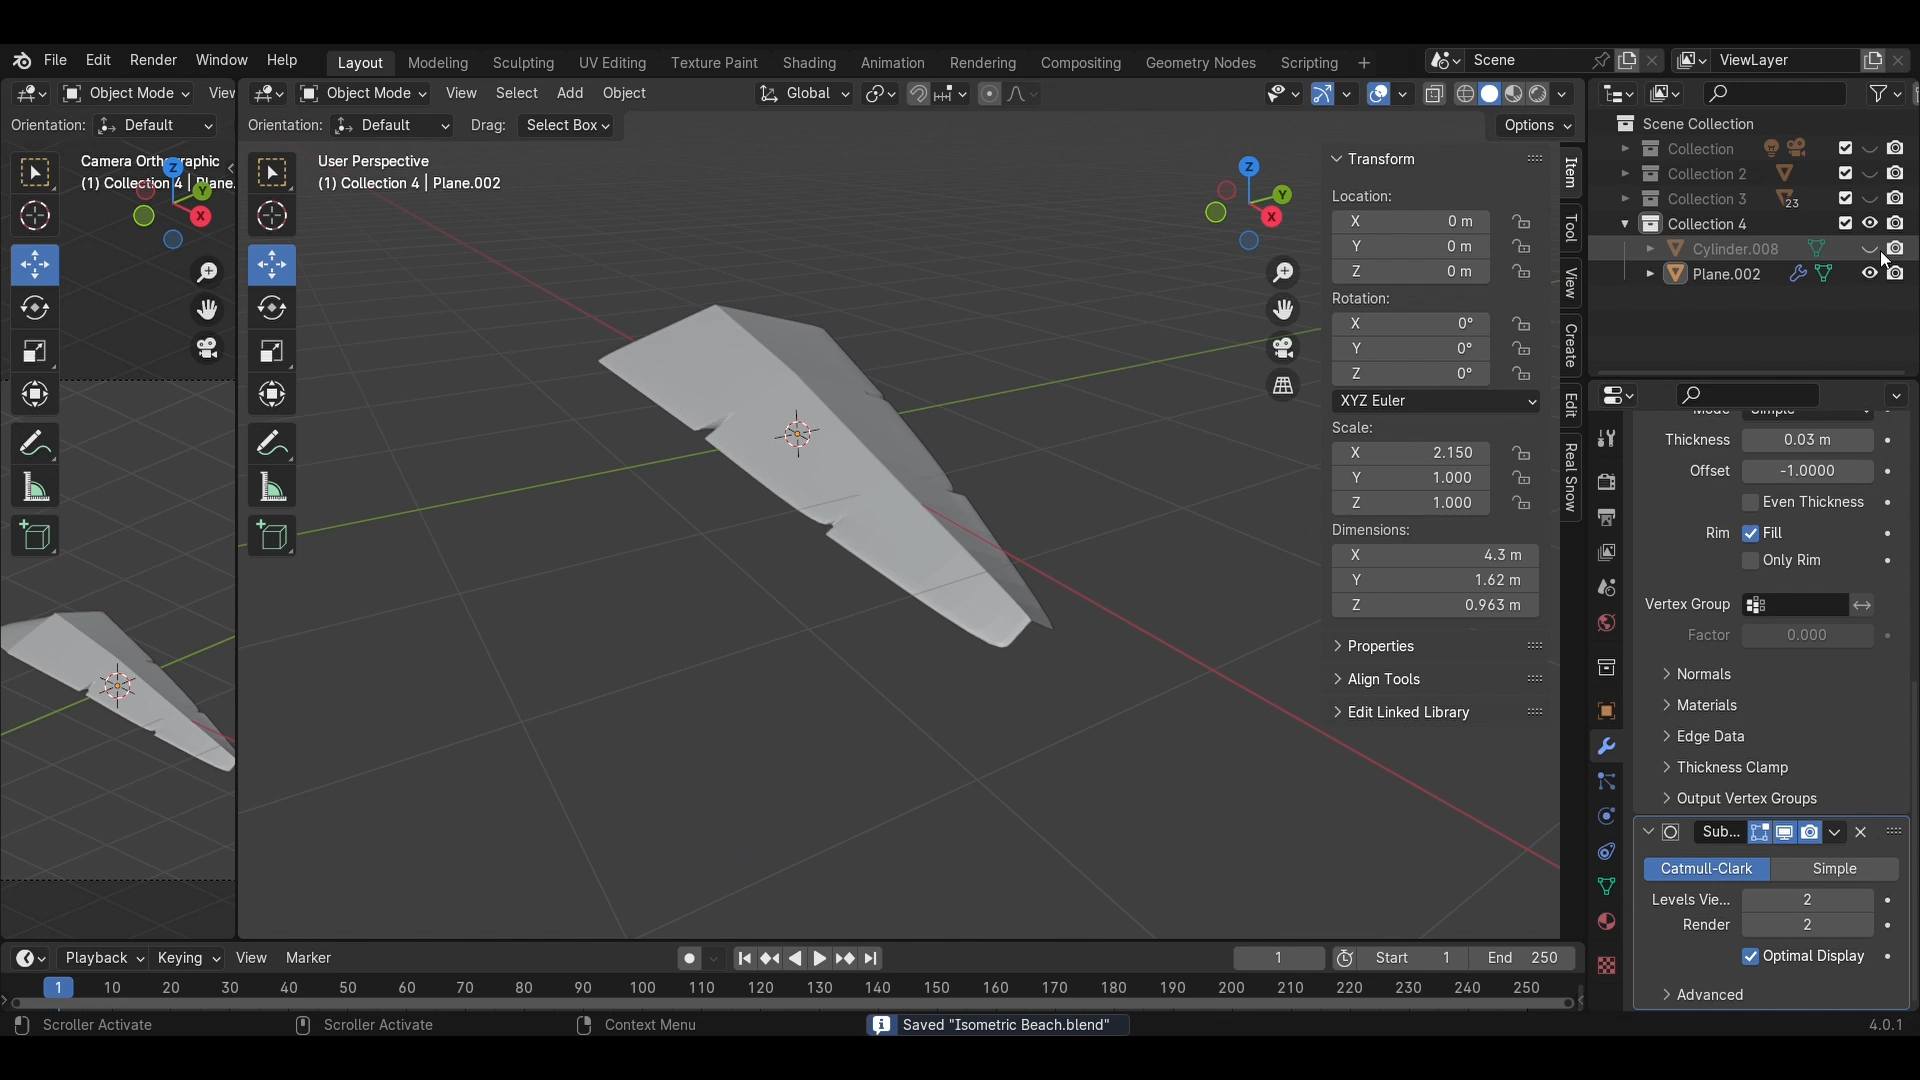 File Edit Render Window Help Layout Modeling Sculpting UV Editing Texture Paint Shading Animation Rendering Compositing Geometry Nodes Scripting + Scene ViewLayer
Object Mode View Object Mode View Select Add Object Global
Orientation: Default Orientation: Default Drag: Select Box Options
Camera Orthographic
(1) Collection 4 | Plane.
User Perspective
(1) Collection 4 | Plane.002
Z
Y
X
Z
Y
X
Transform
Location:
X 0 m
Y 0 m
Z 0 m
Rotation:
X 0°
Y 0°
Z 0°
XYZ Euler
Scale:
X 2.150
Y 1.000
Z 1.000
Dimensions:
X 4.3 m
Y 1.62 m
Z 0.963 m
Properties
Align Tools
Edit Linked Library
Item
Tool
View
Create
Edit
Real Snow
Scene Collection
Collection
Collection 2
Collection 3 23
Collection 4
Cylinder.008
Plane.002
Mode Simple
Thickness 0.03 m
Offset -1.0000
Even Thickness
Rim Fill
Only Rim
Vertex Group
Factor 0.000
Normals
Materials
Edge Data
Thickness Clamp
Output Vertex Groups
Sub...
Catmull-Clark Simple
Levels Vie... 2
Render 2
Optimal Display
Advanced
Playback Keying View Marker 1 Start 1 End 250
1 10 20 30 40 50 60 70 80 90 100 110 120 130 140 150 160 170 180 190 200 210 220 230 240 250
Scroller Activate Scroller Activate Context Menu Saved "Isometric Beach.blend" 4.0.1